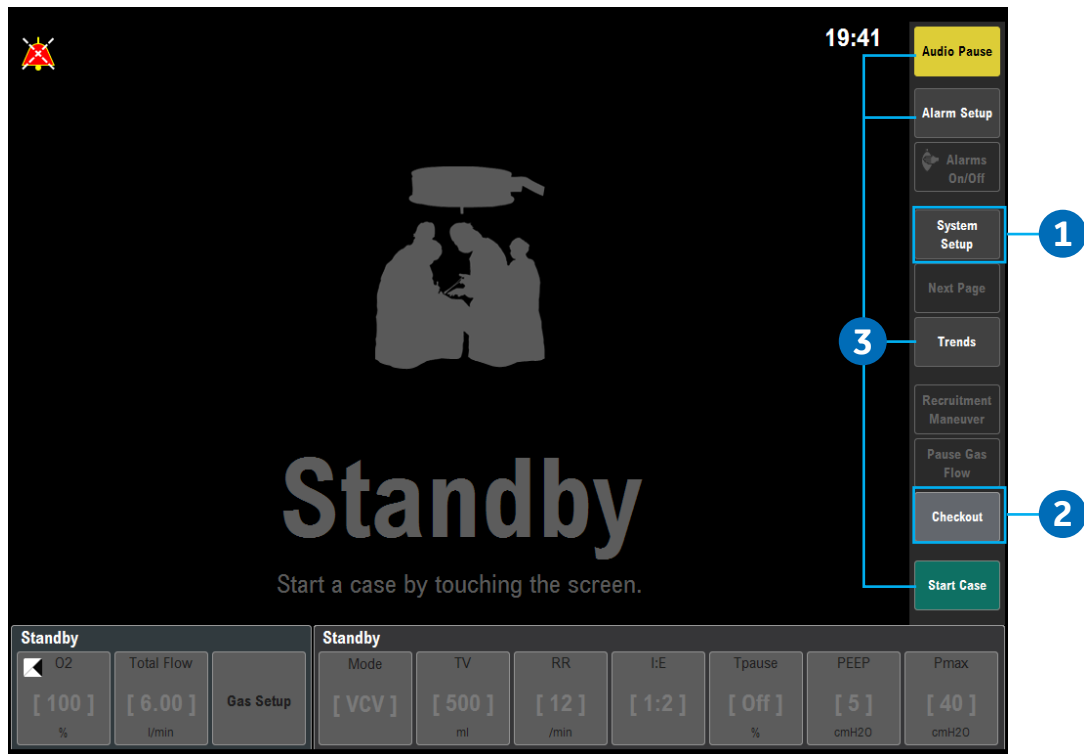 19:41
Audio Pause
Alarm Setup
Alarms
On/Off
System
Setup
1
Next Page
3
Trends
Recruitment
Maneuver
Pause Gas
Flow
Checkout
2
Standby
Start a case by touching the screen.
Start Case
Standby
Standby
O2 Total Flow Mode TV RR I:E Tpause PEEP Pmax
[ 100 ] [ 6.00 ] Gas Setup [ VCV ] [ 500 ] [ 12 ] [ 1:2 ] [ Off ] [ 5 ] [ 40 ]
% l/min ml /min % cmH2O cmH2O